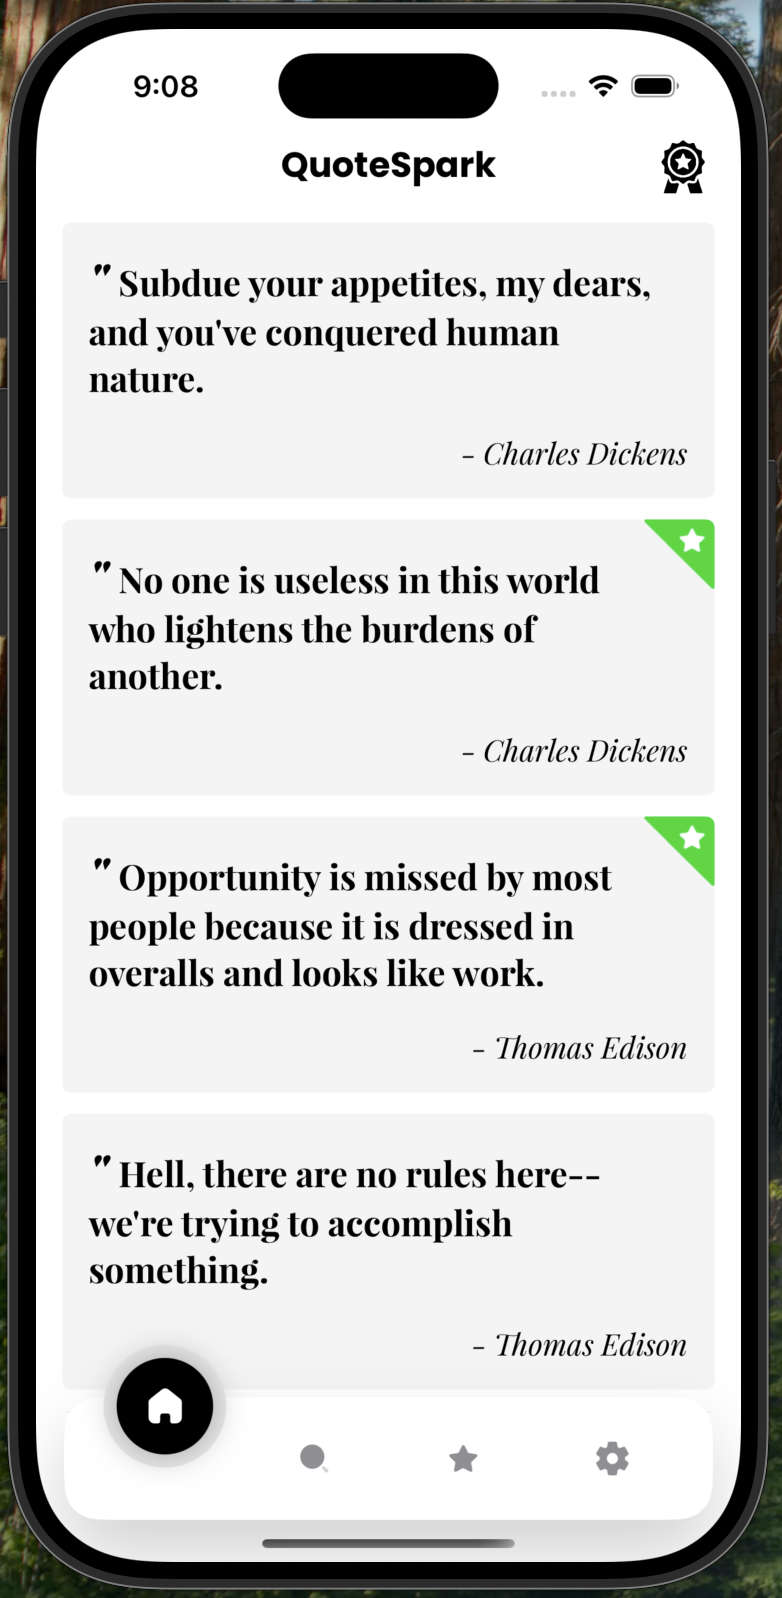 9:08
QuoteSpark
" Subdue your appetites, my dears,
and you've conquered human
nature.
- Charles Dickens
" No one is useless in this world
who lightens the burdens of
another.
- Charles Dickens
" Opportunity is missed by most
people because it is dressed in
overalls and looks like work.
- Thomas Edison
" Hell, there are no rules here--
we're trying to accomplish
something.
- Thomas Edison